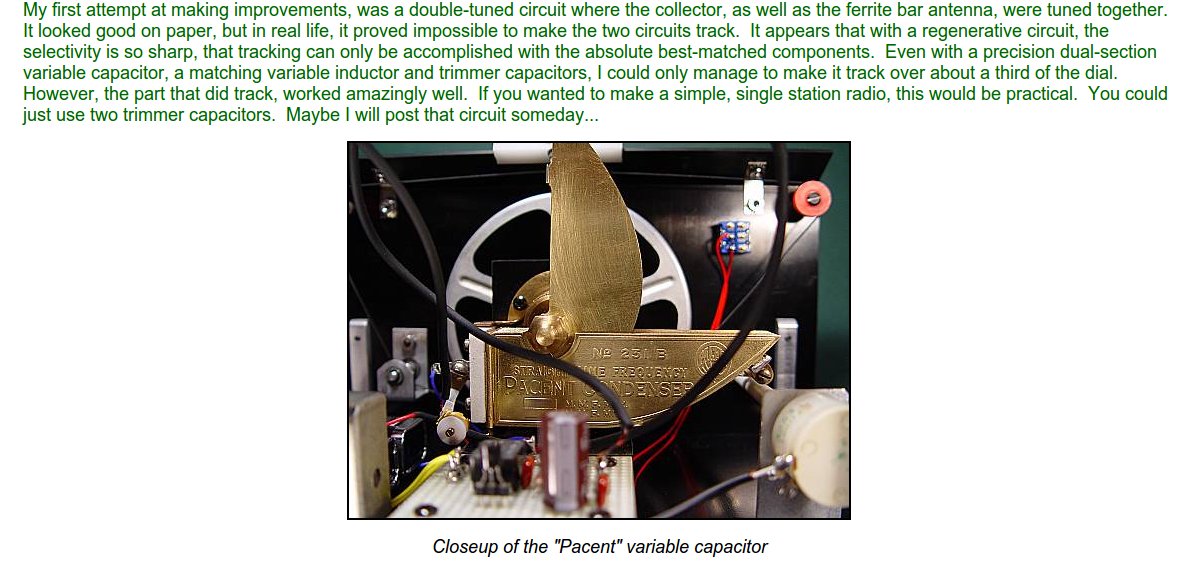 My first attempt at making improvements, was a double-tuned circuit where the collector, as well as the ferrite bar antenna, were tuned together.
It looked good on paper, but in real life, it proved impossible to make the two circuits track.  It appears that with a regenerative circuit, the
selectivity is so sharp, that tracking can only be accomplished with the absolute best-matched components.  Even with a precision dual-section
variable capacitor, a matching variable inductor and trimmer capacitors, I could only manage to make it track over about a third of the dial.
However, the part that did track, worked amazingly well.  If you wanted to make a simple, single station radio, this would be practical.  You could
just use two trimmer capacitors.  Maybe I will post that circuit someday...
Nº 231 B
FREQUENCY
Closeup of the "Pacent" variable capacitor